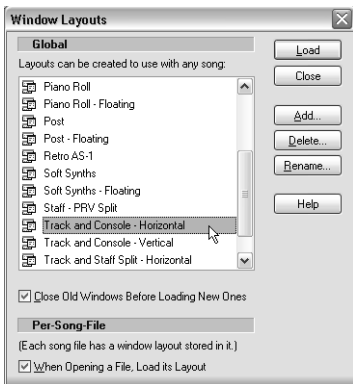 Window Layouts
Global
Layouts can be created to use with any song:
Piano Roll
Piano Roll - Floating
Post
Post - Floating
Retro AS-1
Soft Synths
Soft Synths - Floating
Staff - PRV Split
Track and Console - Horizontal
Track and Console - Vertical
Track and Staff Split - Horizontal
Close Old Windows Before Loading New Ones
Per-Song-File
(Each song file has a window layout stored in it.)
When Opening a File, Load its Layout
Load
Close
Add...
Delete...
Rename...
Help